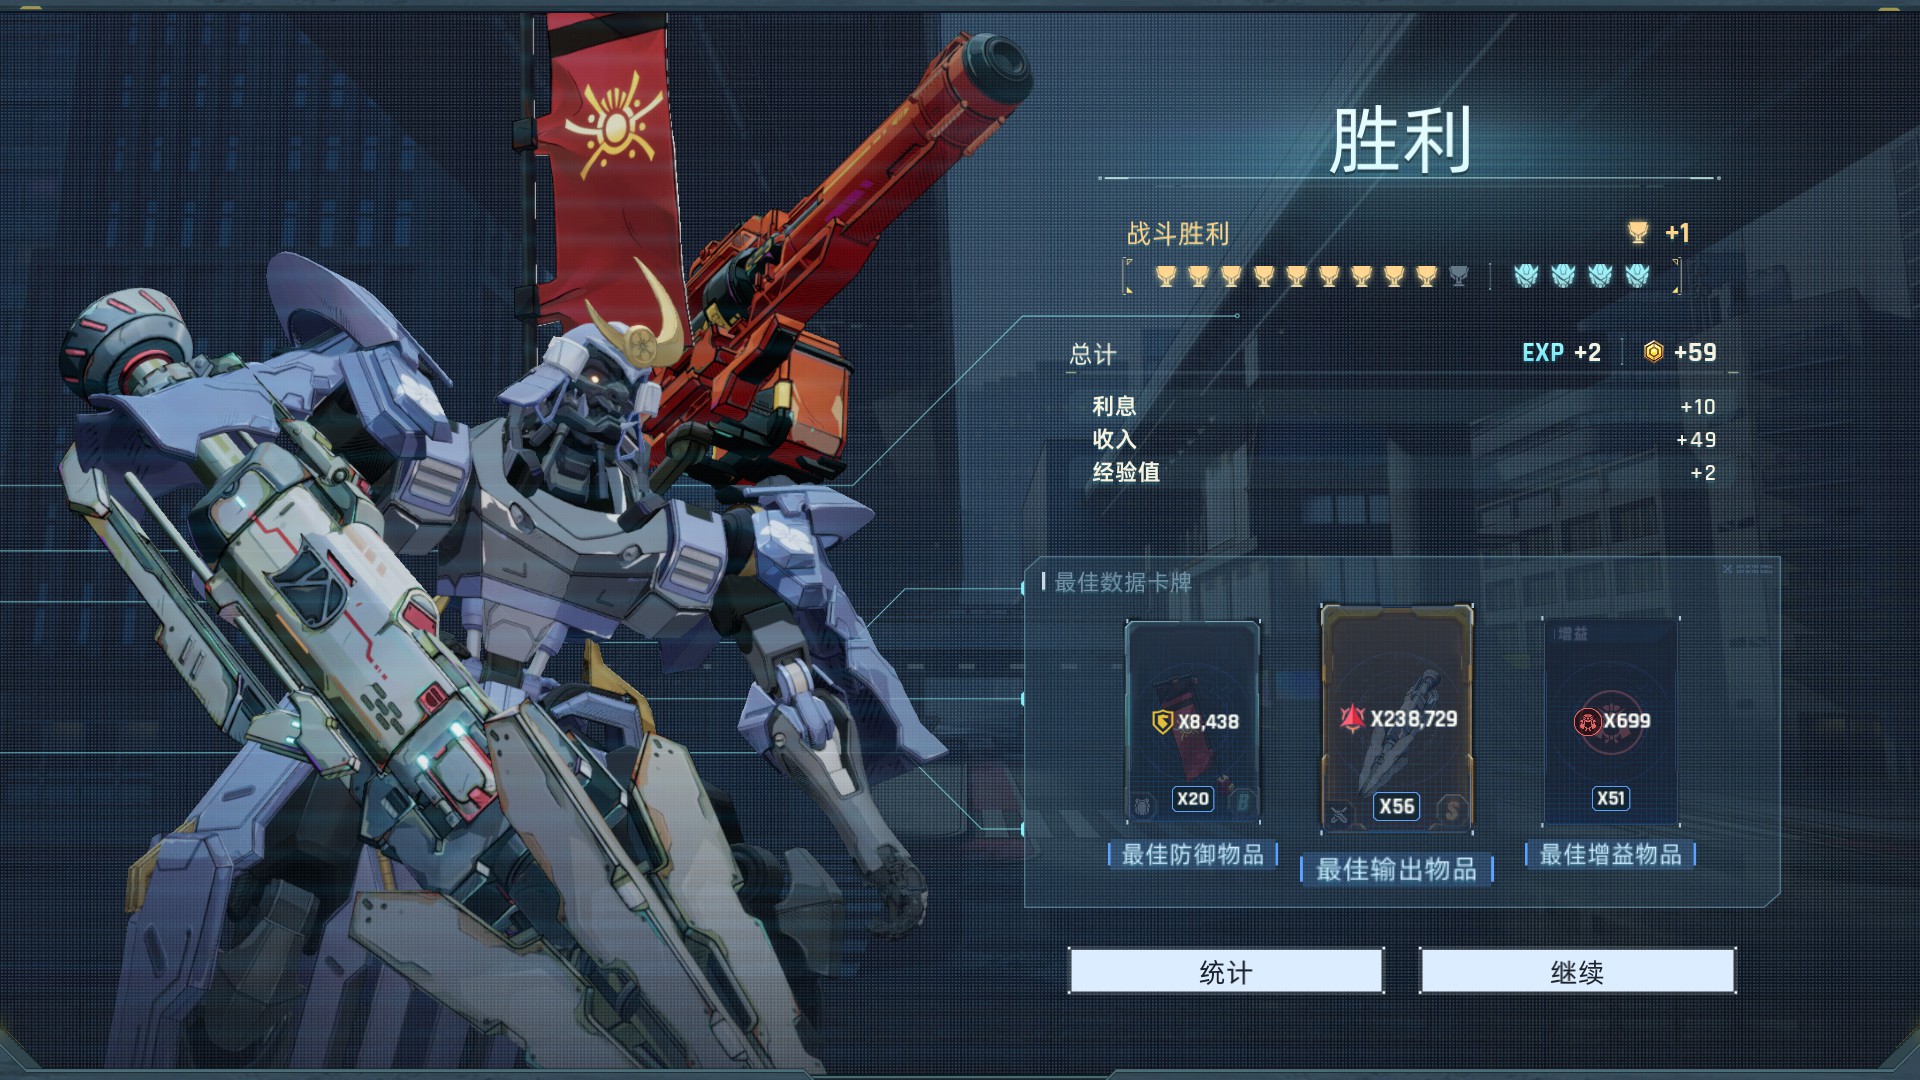 胜利
战斗胜利
+1
总计
EXP +2
+59
利息
+10
收入
+49
经验值
+2
最佳数据卡牌
增益
X8,438
X238,729
X699
X20
B
X56
S
X51
最佳防御物品
最佳输出物品
最佳增益物品
统计
继续